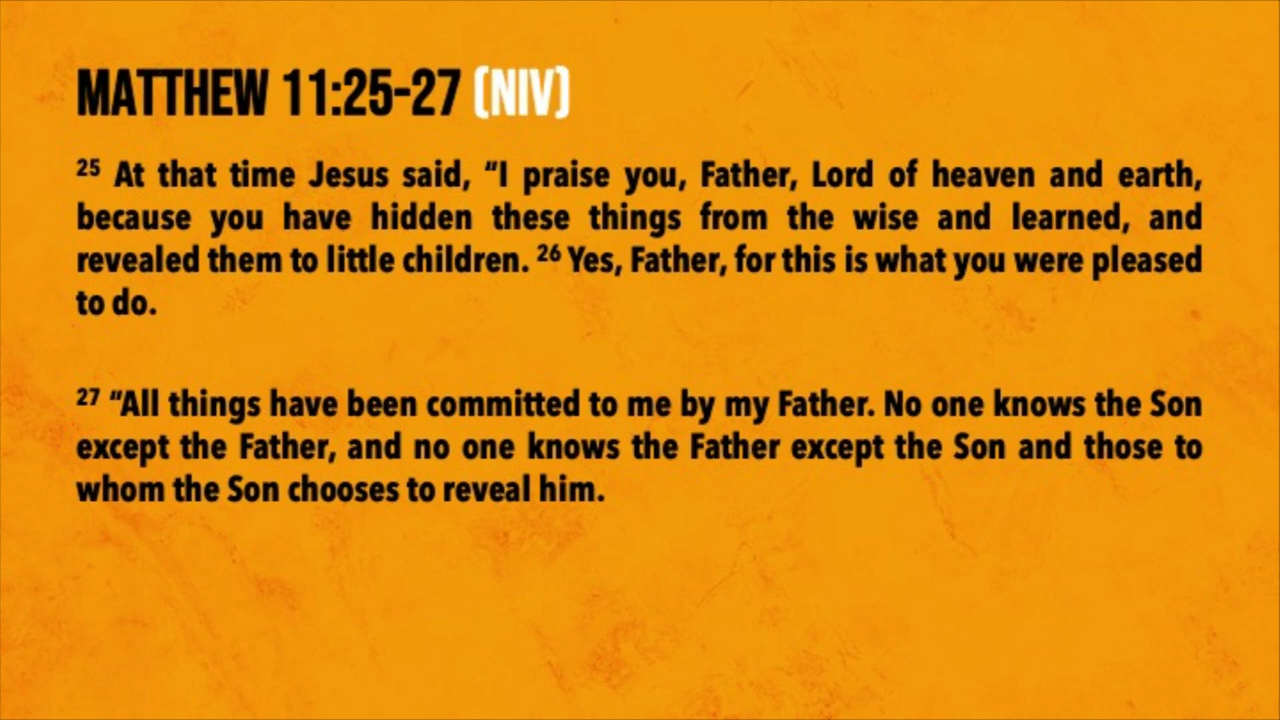 MATTHEW 11:25-27 (NIV)
25 At that time Jesus said, “I praise you, Father, Lord of heaven and earth,
because you have hidden these things from the wise and learned, and
revealed them to little children. 26 Yes, Father, for this is what you were pleased
to do.
27 “All things have been committed to me by my Father. No one knows the Son
except the Father, and no one knows the Father except the Son and those to
whom the Son chooses to reveal him.